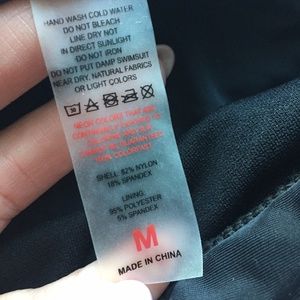 HAND WASH COLD WATER
DO NOT BLEACH
LINE DRY NOT
IN DIRECT SUNLIGHT
DO NOT IRON
DO NOT PUT DAMP SWIMSUIT
NEAR DRY. NATURAL FABRICS
OR LIGHT COLORS
30
NEON COLORS THAT ARE
SHELL: 82% NYLON
18% SPANDEX
LINING:
95% POLYESTER
5% SPANDEX
M
MADE IN CHINA